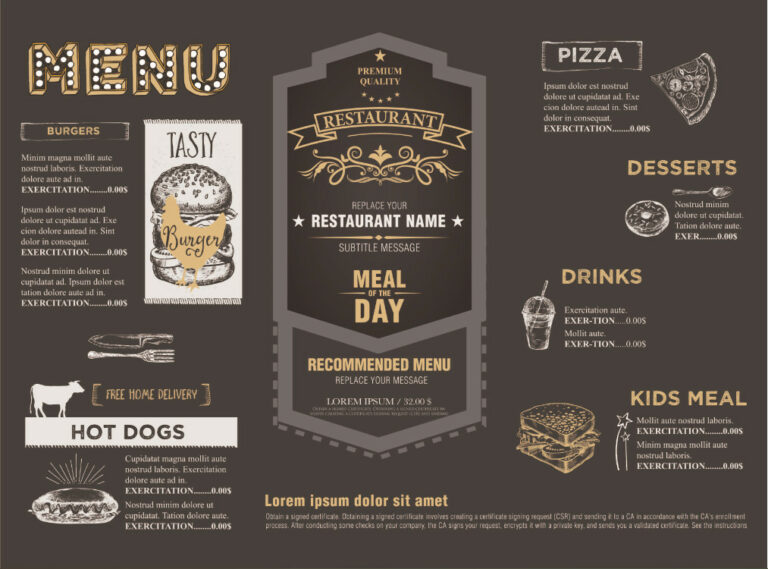 MENU
BURGERS
Minim magna mollit aute
nostrud laboris. Exercitation
dolore aute ad in.
EXERCITATION........0.00$
Ipsum dolor est nostrud
dolore ut cupidatat ad. Exe
cion dolore aute ad in. Sint
dolor in consequat.
EXERCITATION........0.00$
Nostrud minim dolore ut
cupidatat ad. Ipsum dolor est
tation dolore aute ad in.
EXERCITATION........0.00$
TASTY
Burger
FREE HOME DELIVERY
HOT DOGS
Cupidatat magna mollit aute
nostrud laboris. Exercitation
dolore aute ad in.
EXERCITATION........0.00$
Nostrud minim dolore ut
cupidatat. Tation dolore aute.
EXERCITATION........0.00$
PREMIUM
QUALITY
RESTAURANT
REPLACE YOUR
RESTAURANT NAME
SUBTITLE MESSAGE
MEAL
OF THE
DAY
RECOMMENDED MENU
REPLACE YOUR MESSAGE
LOREM IPSUM / 32.00 $
PIZZA
Ipsum dolor est nostrud
dolore ut cupidatat ad. Exe
cion dolore aute ad in. Sint
dolor in consequat.
EXERCITATION........0.00$
DESSERTS
Nostrud minim
dolore ut cupidatat.
Tation dolore aute.
EXER.......0.00$
DRINKS
Exercitation aute.
EXER-TION.....0.00$
Mollit aute.
EXER-TION.....0.00$
KIDS MEAL
Mollit aute nostrud laboris.
EXERCITATION........0.00$
Minim magna mollit aute
nostrud laboris.
EXERCITATION........0.00$
Lorem ipsum dolor sit amet
Obtain a signed certificate. Obtaining a signed certificate involves creating a certificate signing request (CSR) and sending it to a CA in accordance with the CA's enrollment
process. After conducting some checks on your company, the CA signs your request, encrypts it with a private key, and sends you a validated certificate. See the instructions